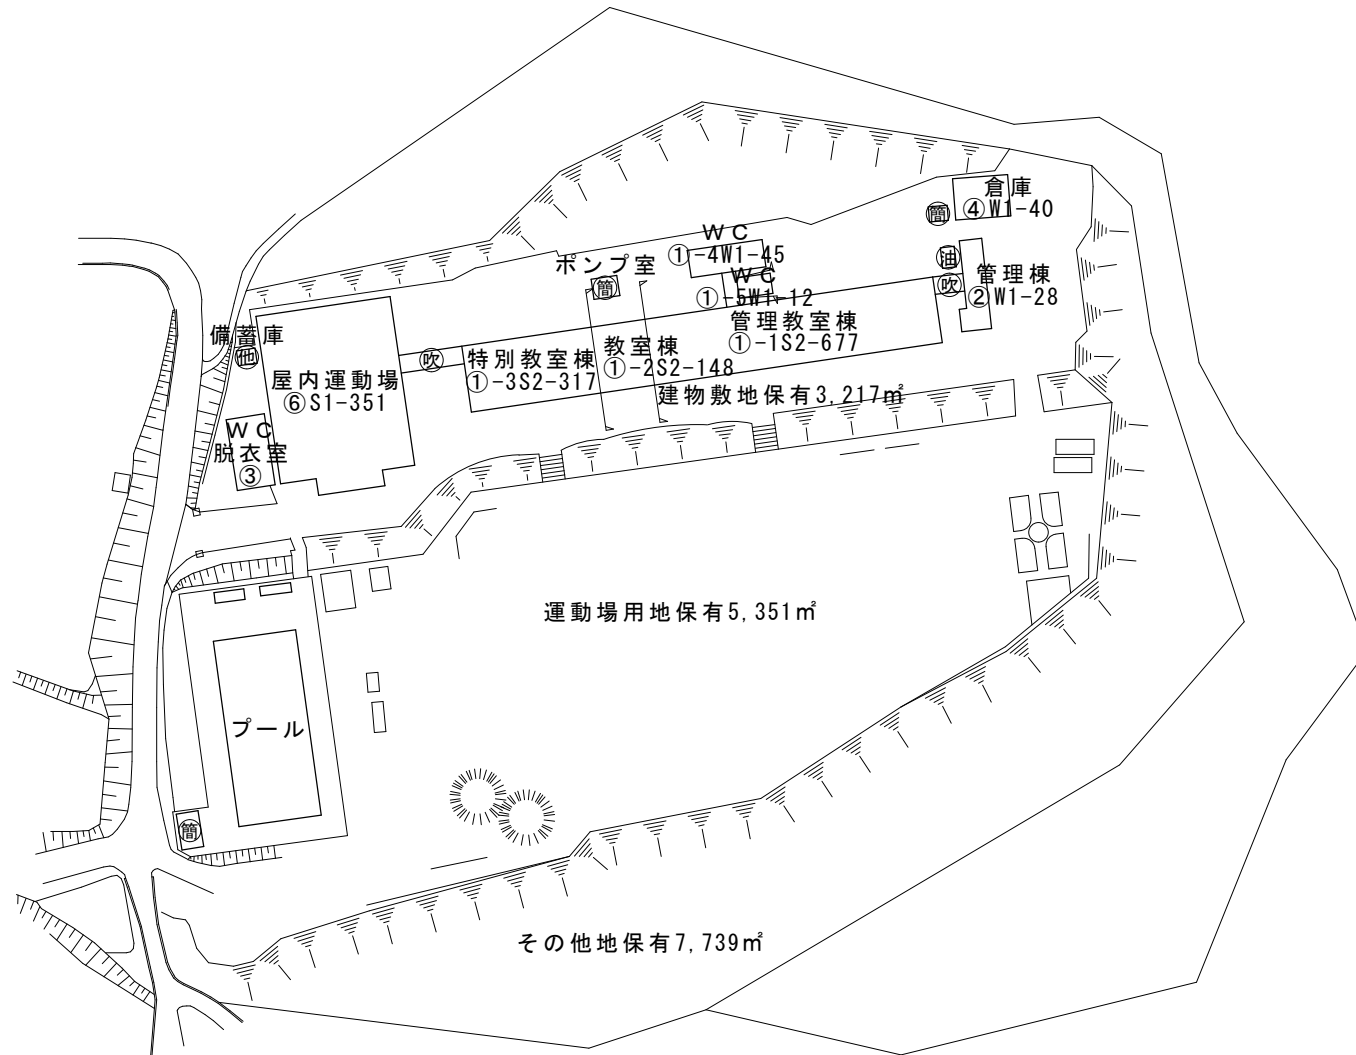 倉庫
④W1-40
簡
ＷＣ
①-4W1-45
油
ポンプ室
簡
ＷＣ
①-5W1-12
吹
管理棟
②W1-28
管理教室棟
①-1S2-677
備蓄庫
他
吹
特別教室棟
①-3S2-317
教室棟
①-2S2-148
屋内運動場
⑥S1-351
建物敷地保有3,217㎡
ＷＣ
脱衣室
③
運動場用地保有5,351㎡
プール
簡
その他地保有7,739㎡